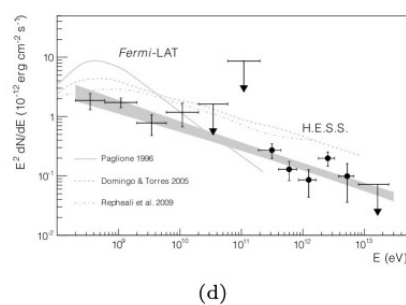 Fermi-LAT
H.E.S.S.
E² dN/dE (10⁻¹² erg cm⁻² s⁻¹)
10
1
10⁻¹
10⁻²
Paglione 1996
Domingo & Torres 2005
Rephaeli et al. 2009
10⁹ 10¹⁰ 10¹¹ 10¹² 10¹³
E (eV)
(d)